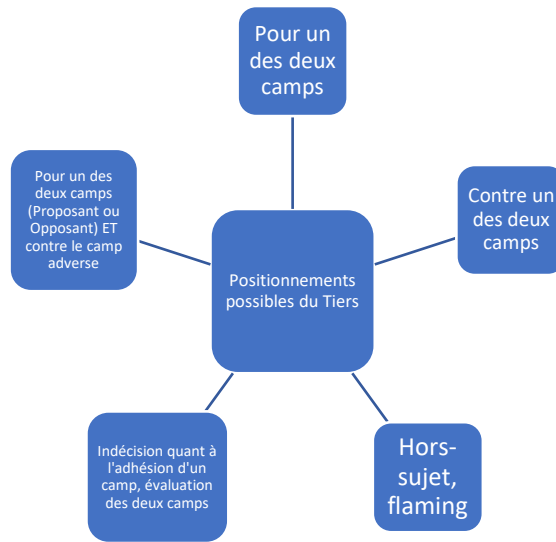 Pour un
des deux
camps
Pour un des
deux camps
(Proposant ou
Opposant) ET
contre le camp
adverse
Contre un
des deux
camps
Positionnements
possibles du Tiers
Indécision quant à
l'adhésion d'un
camp, évaluation
des deux camps
Hors-
sujet,
flaming